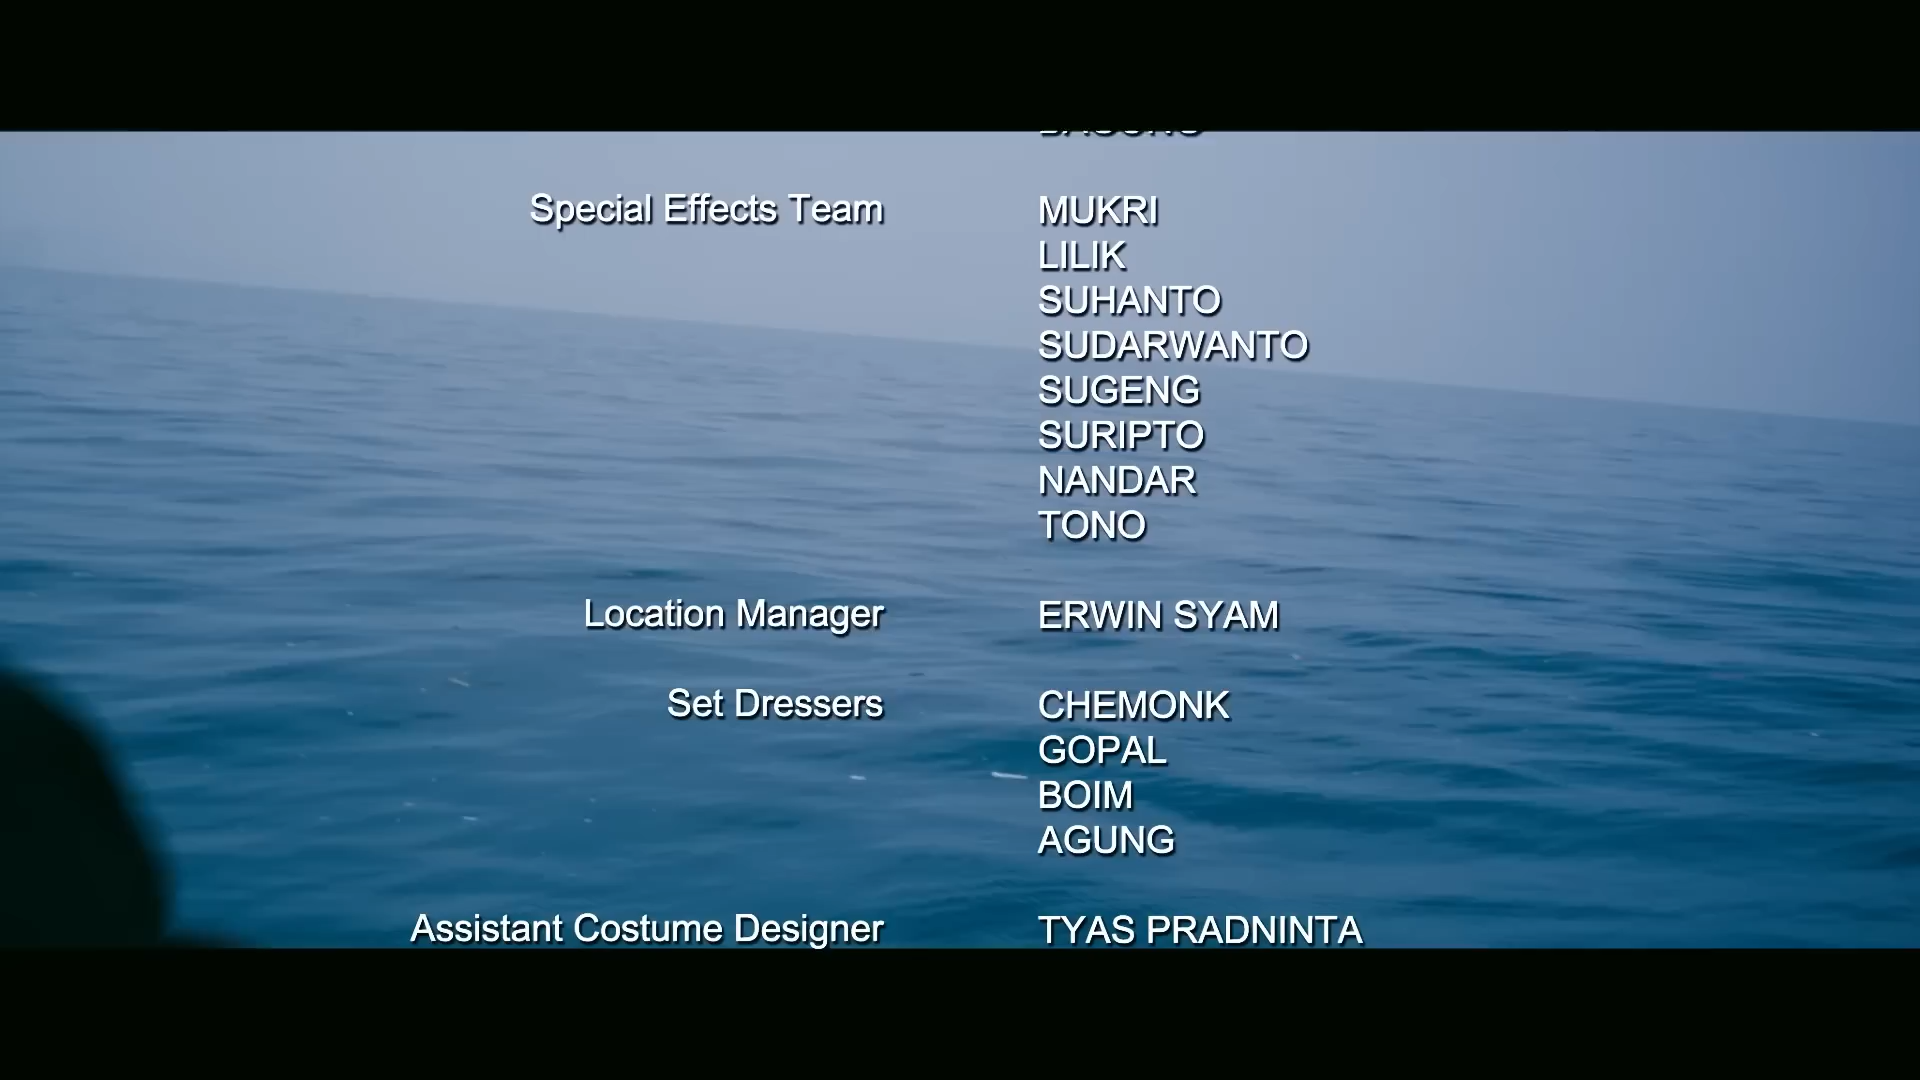 Special Effects Team MUKRI
LILIK
SUHANTO
SUDARWANTO
SUGENG
SURIPTO
NANDAR
TONO
Location Manager ERWIN SYAM
Set Dressers CHEMONK
GOPAL
BOIM
AGUNG
Assistant Costume Designer TYAS PRADNINTA